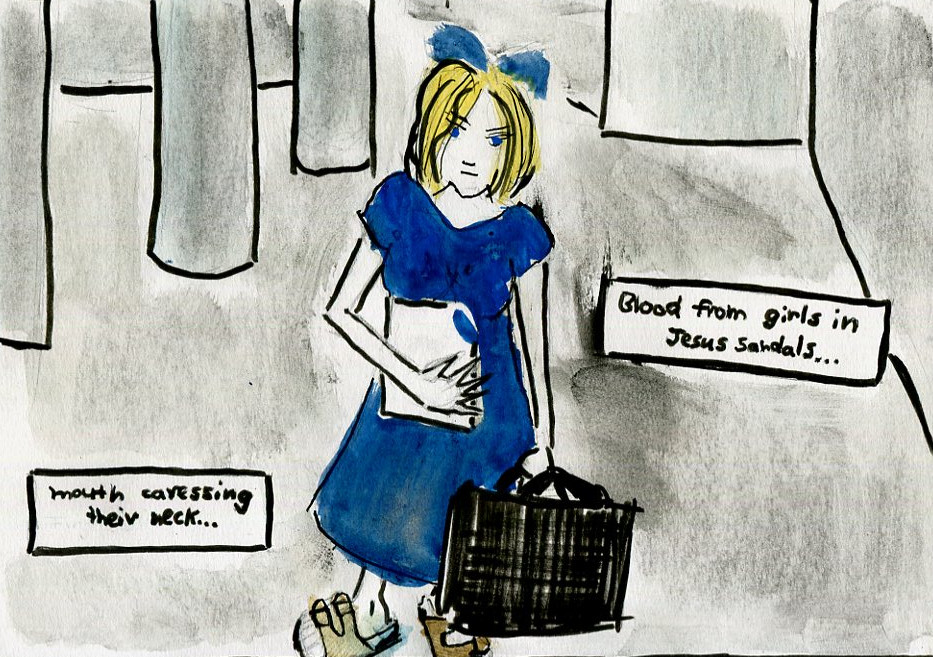 Blood from girls in
Jesus sandals...
mouth caressing
their neck...